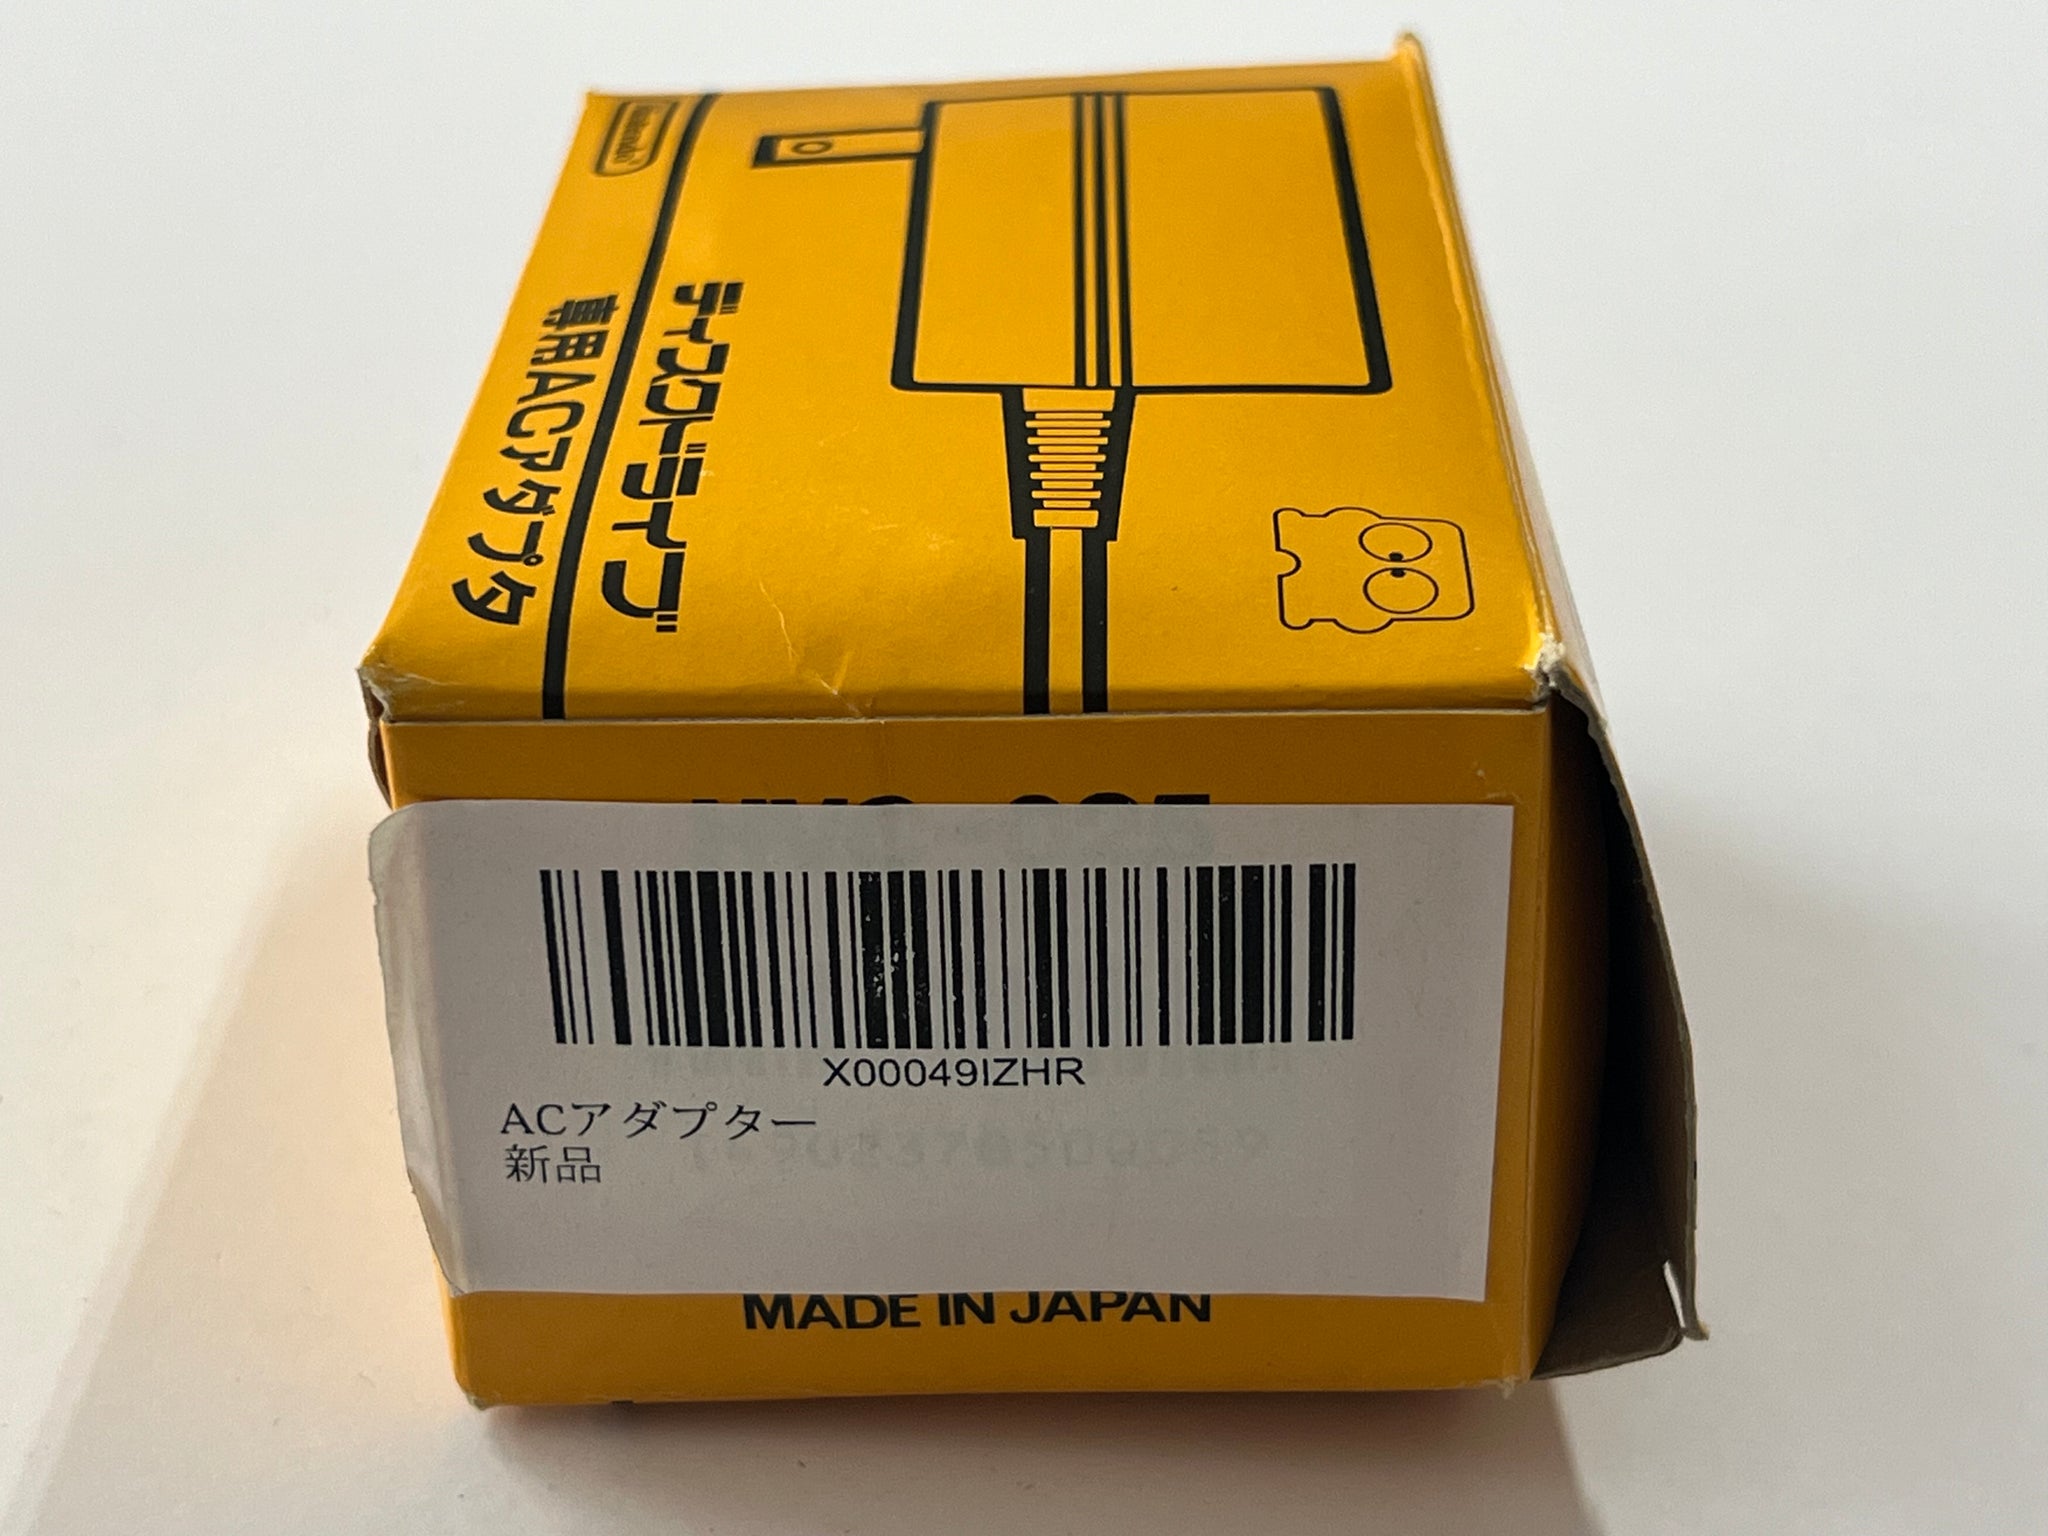 Nintendo
ディスクドライブ
専用ACアダプタ
X00049IZHR
ACアダプター
新品
MADE IN JAPAN